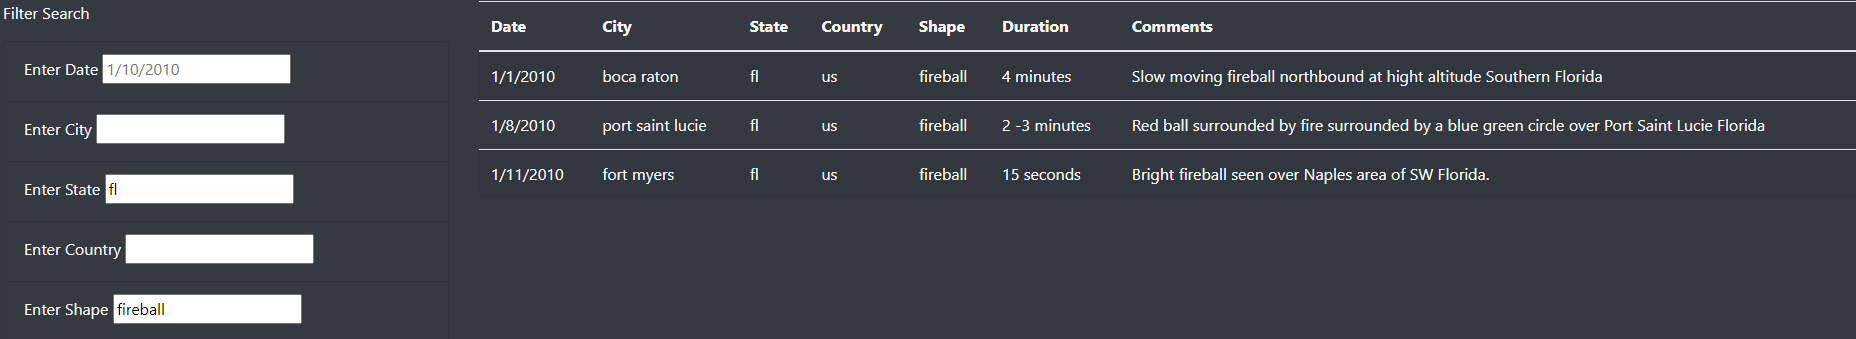 Filter Search
Enter Date 1/10/2010
Enter City
Enter State fl
Enter Country
Enter Shape fireball
Date City State Country Shape Duration Comments
1/1/2010 boca raton fl us fireball 4 minutes Slow moving fireball northbound at hight altitude Southern Florida
1/8/2010 port saint lucie fl us fireball 2 -3 minutes Red ball surrounded by fire surrounded by a blue green circle over Port Saint Lucie Florida
1/11/2010 fort myers fl us fireball 15 seconds Bright fireball seen over Naples area of SW Florida.